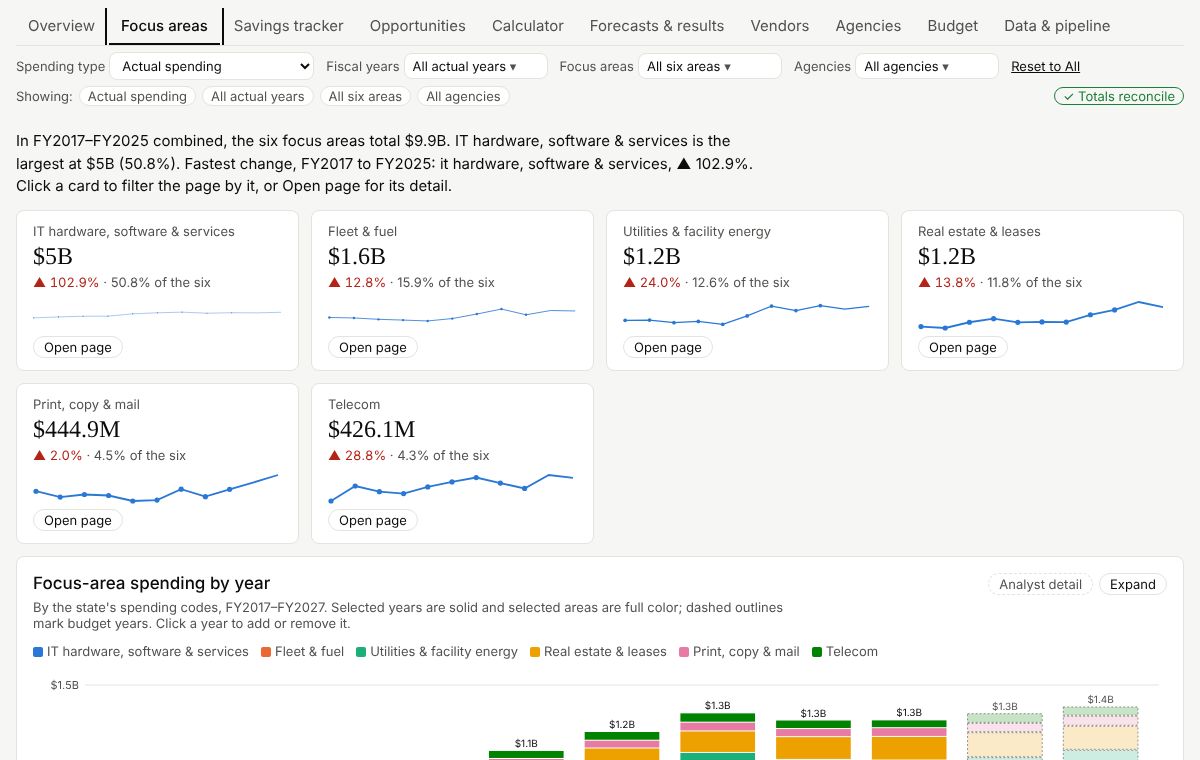 Overview Focus areas Savings tracker Opportunities Calculator Forecasts & results Vendors Agencies Budget Data & pipeline
Spending type Actual spending Fiscal years All actual years ▾ Focus areas All six areas ▾ Agencies All agencies ▾ Reset to All
Showing: Actual spending All actual years All six areas All agencies ✓ Totals reconcile
In FY2017–FY2025 combined, the six focus areas total $9.9B. IT hardware, software & services is the
largest at $5B (50.8%). Fastest change, FY2017 to FY2025: it hardware, software & services, ▲ 102.9%.
Click a card to filter the page by it, or Open page for its detail.
IT hardware, software & services
$5B
▲ 102.9% · 50.8% of the six
Open page
Fleet & fuel
$1.6B
▲ 12.8% · 15.9% of the six
Open page
Utilities & facility energy
$1.2B
▲ 24.0% · 12.6% of the six
Open page
Real estate & leases
$1.2B
▲ 13.8% · 11.8% of the six
Open page
Print, copy & mail
$444.9M
▲ 2.0% · 4.5% of the six
Open page
Telecom
$426.1M
▲ 28.8% · 4.3% of the six
Open page
Focus-area spending by year
Analyst detail Expand
By the state's spending codes, FY2017–FY2027. Selected years are solid and selected areas are full color; dashed outlines
mark budget years. Click a year to add or remove it.
IT hardware, software & services Fleet & fuel Utilities & facility energy Real estate & leases Print, copy & mail Telecom
$1.5B
$1.1B $1.2B $1.3B $1.3B $1.3B $1.3B $1.4B